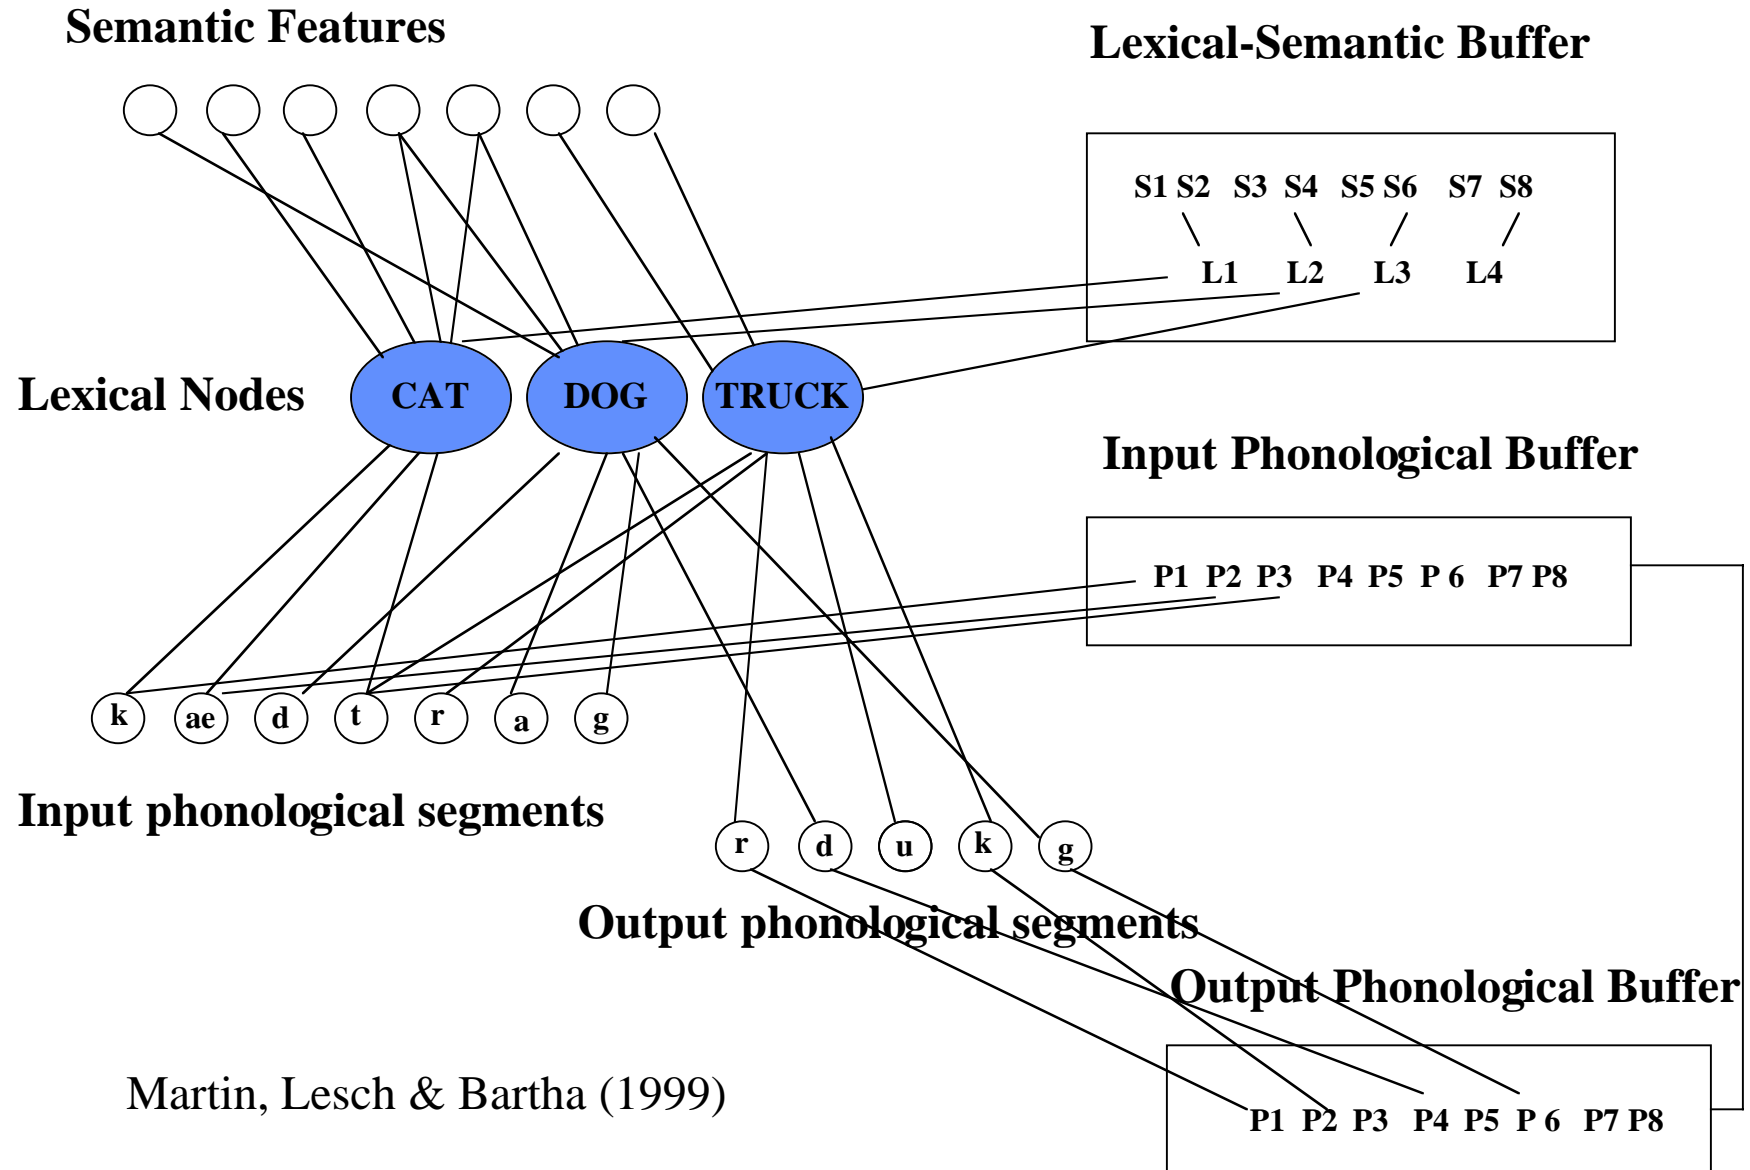 Semantic Features
Lexical-Semantic Buffer
S1 S2 S3 S4 S5 S6 S7 S8
L1 L2 L3 L4
Lexical Nodes
CAT DOG TRUCK
Input Phonological Buffer
P1 P2 P3 P4 P5 P 6 P7 P8
k ae d t r a g
Input phonological segments
r d u k g
Output phonological segments
Output Phonological Buffer
Martin, Lesch & Bartha (1999)
P1 P2 P3 P4 P5 P 6 P7 P8